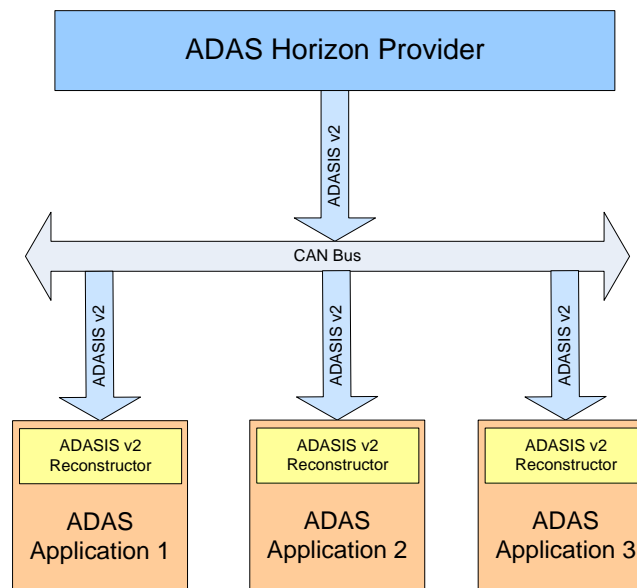 ADAS Horizon Provider
ADASIS v2
CAN Bus
ADASIS v2
ADASIS v2
ADASIS v2
ADASIS v2
Reconstructor
ADAS
Application 1
ADASIS v2
Reconstructor
ADAS
Application 2
ADASIS v2
Reconstructor
ADAS
Application 3